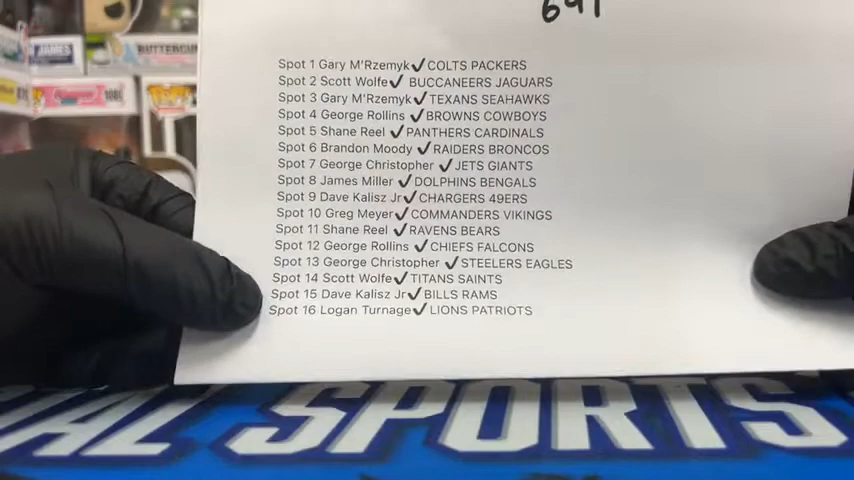 691
Spot 1 Gary M'Rzemyk✓COLTS PACKERS
Spot 2 Scott Wolfe✓ BUCCANEERS JAGUARS
Spot 3 Gary M'Rzemyk✓TEXANS SEAHAWKS
Spot 4 George Rollins ✓BROWNS COWBOYS
Spot 5 Shane Reel ✓PANTHERS CARDINALS
Spot 6 Brandon Moody ✓RAIDERS BRONCOS
Spot 7 George Christopher ✓JETS GIANTS
Spot 8 James Miller ✓DOLPHINS BENGALS
Spot 9 Dave Kalisz Jr✓CHARGERS 49ERS
Spot 10 Greg Meyer✓COMMANDERS VIKINGS
Spot 11 Shane Reel ✓RAVENS BEARS
Spot 12 George Rollins ✓CHIEFS FALCONS
Spot 13 George Christopher ✓STEELERS EAGLES
Spot 14 Scott Wolfe✓TITANS SAINTS
Spot 15 Dave Kalisz Jr✓BILLS RAMS
Spot 16 Logan Turnage✓LIONS PATRIOTS
JAMES
BUTTERCUP
AL SPORTS